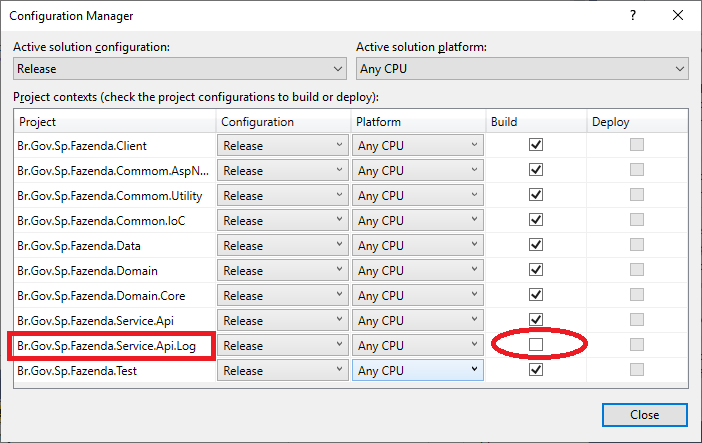 Configuration Manager
Active solution configuration: Active solution platform:
Release Any CPU
Project contexts (check the project configurations to build or deploy):
Project Configuration Platform Build Deploy
Br.Gov.Sp.Fazenda.Client Release Any CPU
Br.Gov.Sp.Fazenda.Commom.AspN... Release Any CPU
Br.Gov.Sp.Fazenda.Commom.Utility Release Any CPU
Br.Gov.Sp.Fazenda.Common.IoC Release Any CPU
Br.Gov.Sp.Fazenda.Data Release Any CPU
Br.Gov.Sp.Fazenda.Domain Release Any CPU
Br.Gov.Sp.Fazenda.Domain.Core Release Any CPU
Br.Gov.Sp.Fazenda.Service.Api Release Any CPU
Br.Gov.Sp.Fazenda.Service.Api.Log Release Any CPU
Br.Gov.Sp.Fazenda.Test Release Any CPU
Close